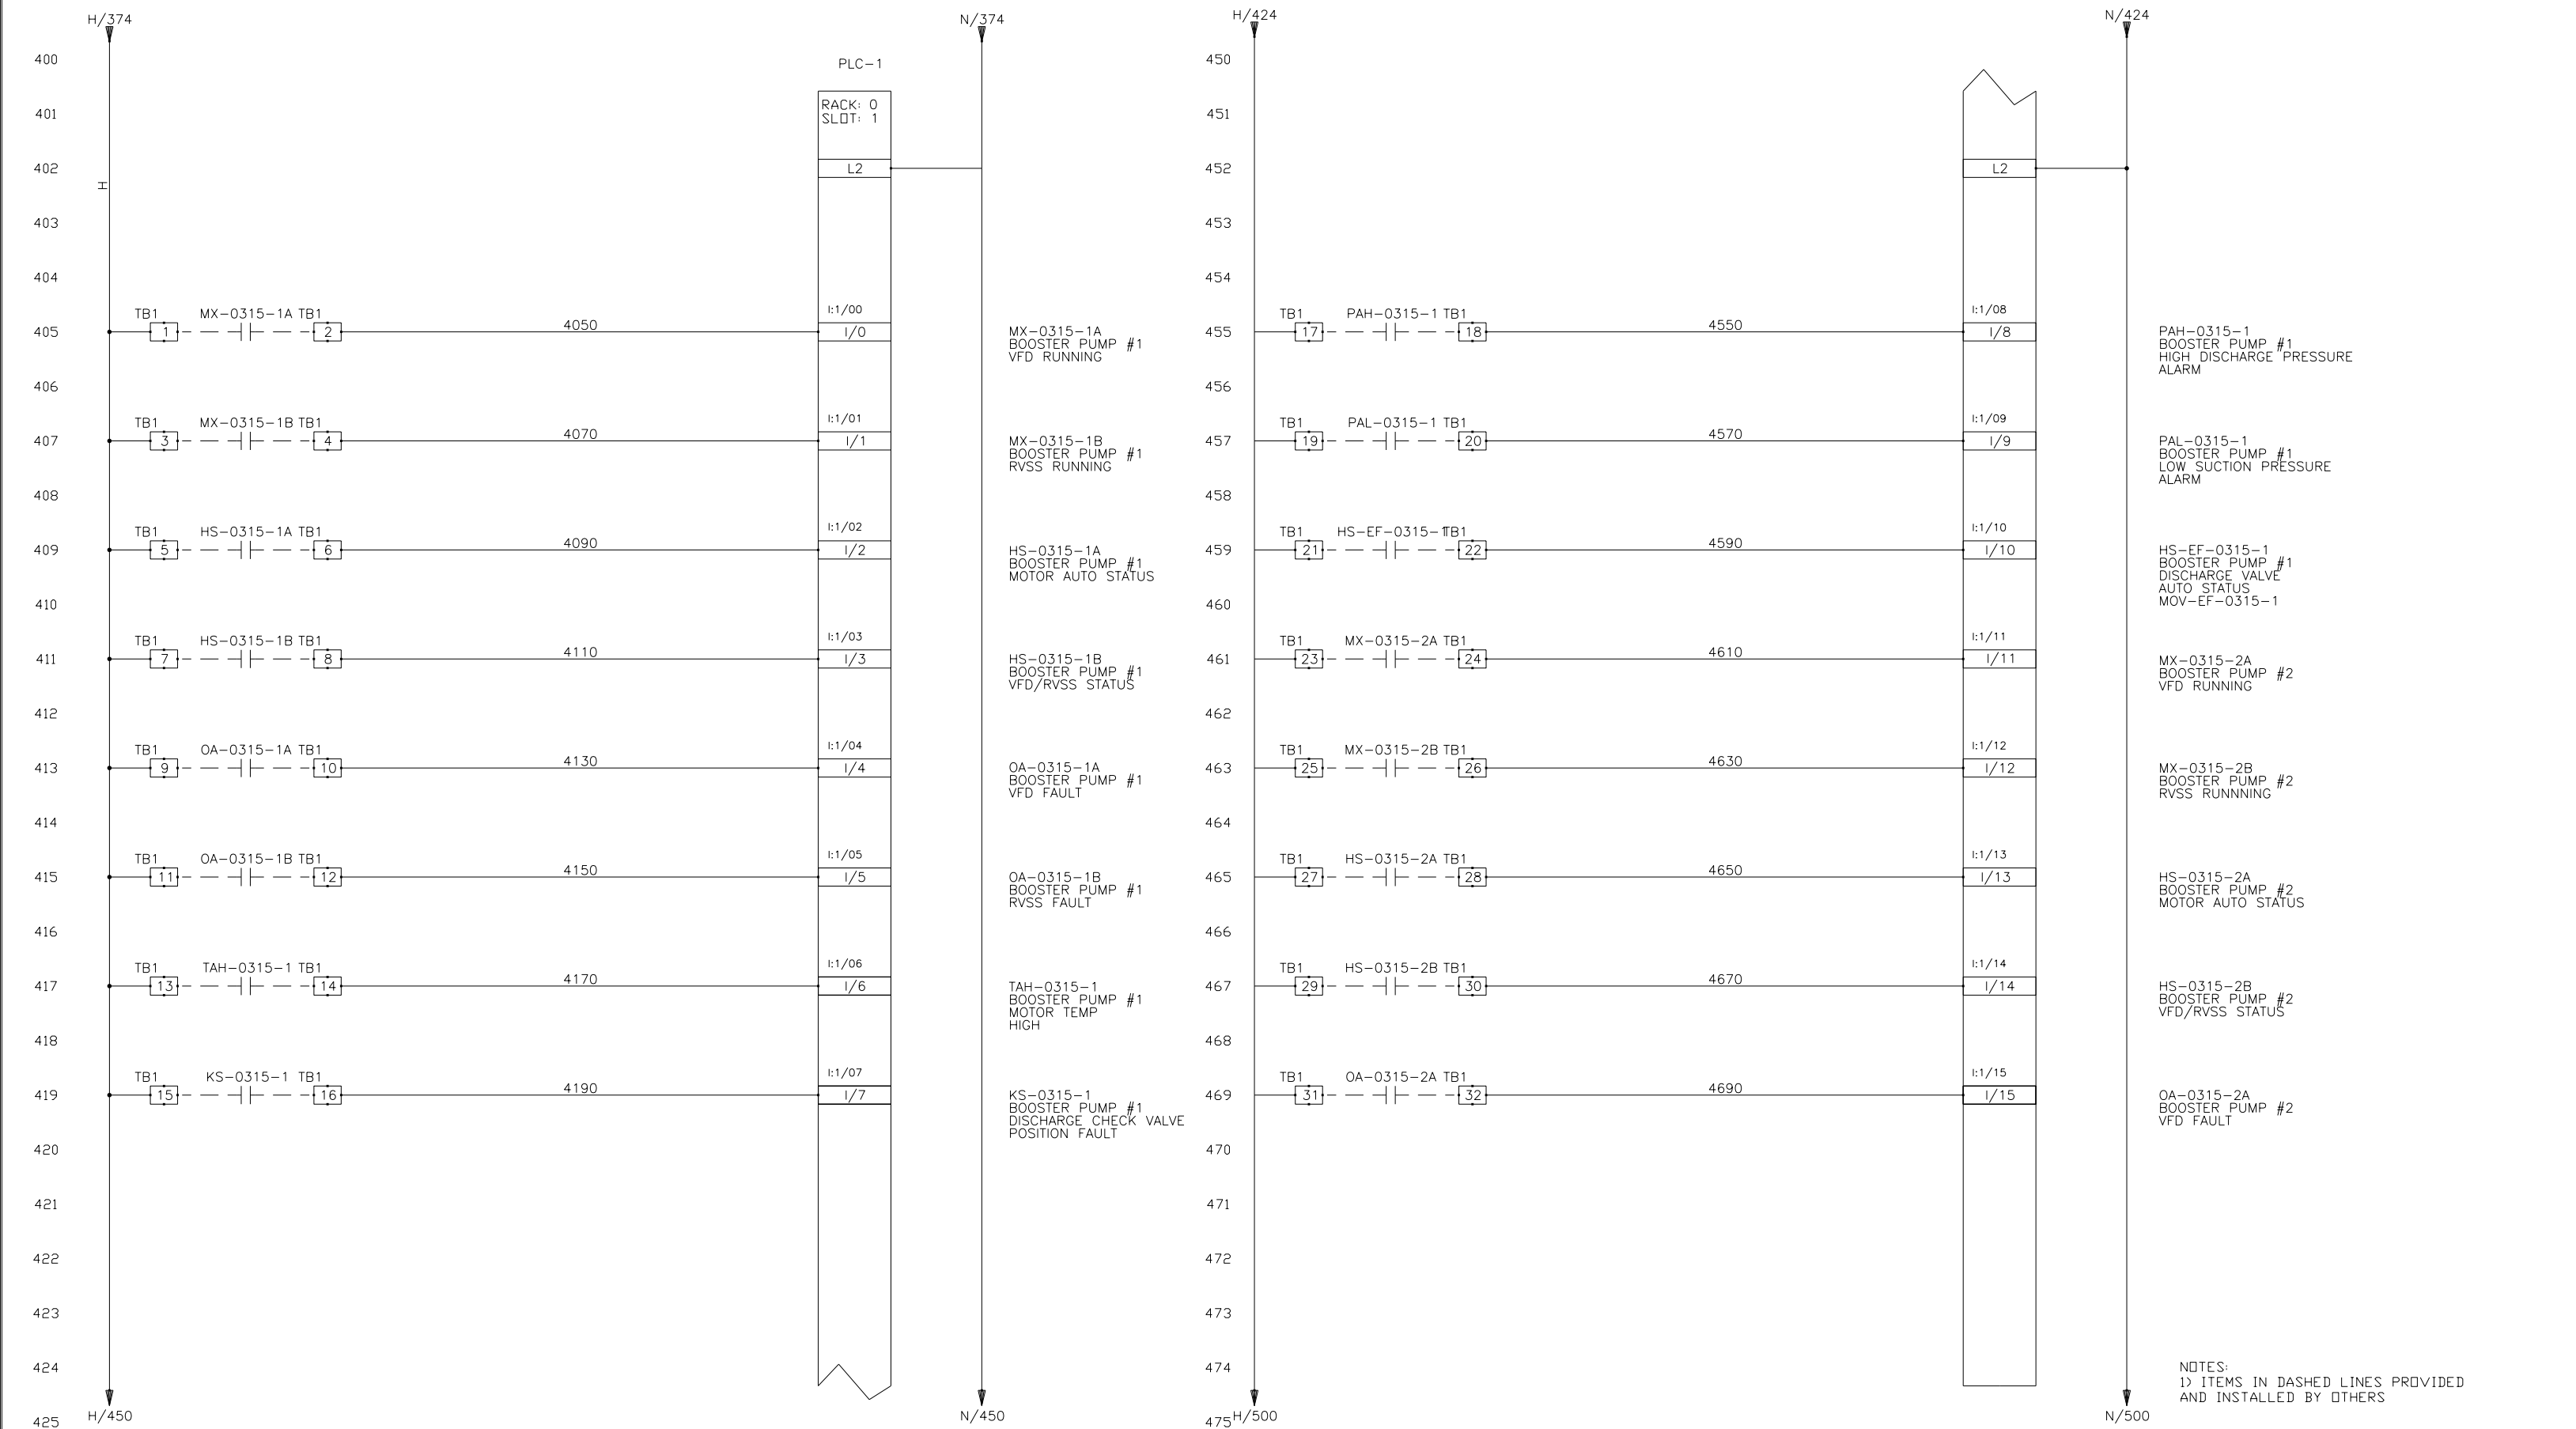 H/374
N/374
400
PLC-1
401
RACK: 0
SLOT: 1
402
L2
H
403
404
TB1 MX-0315-1A TB1
I:1/00
405
1 2 4050 I/0
MX-0315-1A
BOOSTER PUMP #1
VFD RUNNING
406
TB1 MX-0315-1B TB1
I:1/01
407
3 4 4070 I/1
MX-0315-1B
BOOSTER PUMP #1
RVSS RUNNING
408
TB1 HS-0315-1A TB1
I:1/02
409
5 6 4090 I/2
HS-0315-1A
BOOSTER PUMP #1
MOTOR AUTO STATUS
410
TB1 HS-0315-1B TB1
I:1/03
411
7 8 4110 I/3
HS-0315-1B
BOOSTER PUMP #1
VFD/RVSS STATUS
412
TB1 OA-0315-1A TB1
I:1/04
413
9 10 4130 I/4
OA-0315-1A
BOOSTER PUMP #1
VFD FAULT
414
TB1 OA-0315-1B TB1
I:1/05
415
11 12 4150 I/5
OA-0315-1B
BOOSTER PUMP #1
RVSS FAULT
416
TB1 TAH-0315-1 TB1
I:1/06
417
13 14 4170 I/6
TAH-0315-1
BOOSTER PUMP #1
MOTOR TEMP
HIGH
418
TB1 KS-0315-1 TB1
I:1/07
419
15 16 4190 I/7
KS-0315-1
BOOSTER PUMP #1
DISCHARGE CHECK VALVE
POSITION FAULT
420
421
422
423
424
425
H/450
N/450
H/424
N/424
450
451
452
L2
453
454
TB1 PAH-0315-1 TB1
I:1/08
455
17 18 4550 I/8
PAH-0315-1
BOOSTER PUMP #1
HIGH DISCHARGE PRESSURE
ALARM
456
TB1 PAL-0315-1 TB1
I:1/09
457
19 20 4570 I/9
PAL-0315-1
BOOSTER PUMP #1
LOW SUCTION PRESSURE
ALARM
458
TB1 HS-EF-0315-1 TB1
I:1/10
459
21 22 4590 I/10
HS-EF-0315-1
BOOSTER PUMP #1
DISCHARGE VALVE
AUTO STATUS
MOV-EF-0315-1
460
TB1 MX-0315-2A TB1
I:1/11
461
23 24 4610 I/11
MX-0315-2A
BOOSTER PUMP #2
VFD RUNNING
462
TB1 MX-0315-2B TB1
I:1/12
463
25 26 4630 I/12
MX-0315-2B
BOOSTER PUMP #2
RVSS RUNNNING
464
TB1 HS-0315-2A TB1
I:1/13
465
27 28 4650 I/13
HS-0315-2A
BOOSTER PUMP #2
MOTOR AUTO STATUS
466
TB1 HS-0315-2B TB1
I:1/14
467
29 30 4670 I/14
HS-0315-2B
BOOSTER PUMP #2
VFD/RVSS STATUS
468
TB1 OA-0315-2A TB1
I:1/15
469
31 32 4690 I/15
OA-0315-2A
BOOSTER PUMP #2
VFD FAULT
470
471
472
473
474
475
H/500
N/500
NOTES:
1) ITEMS IN DASHED LINES PROVIDED
AND INSTALLED BY OTHERS